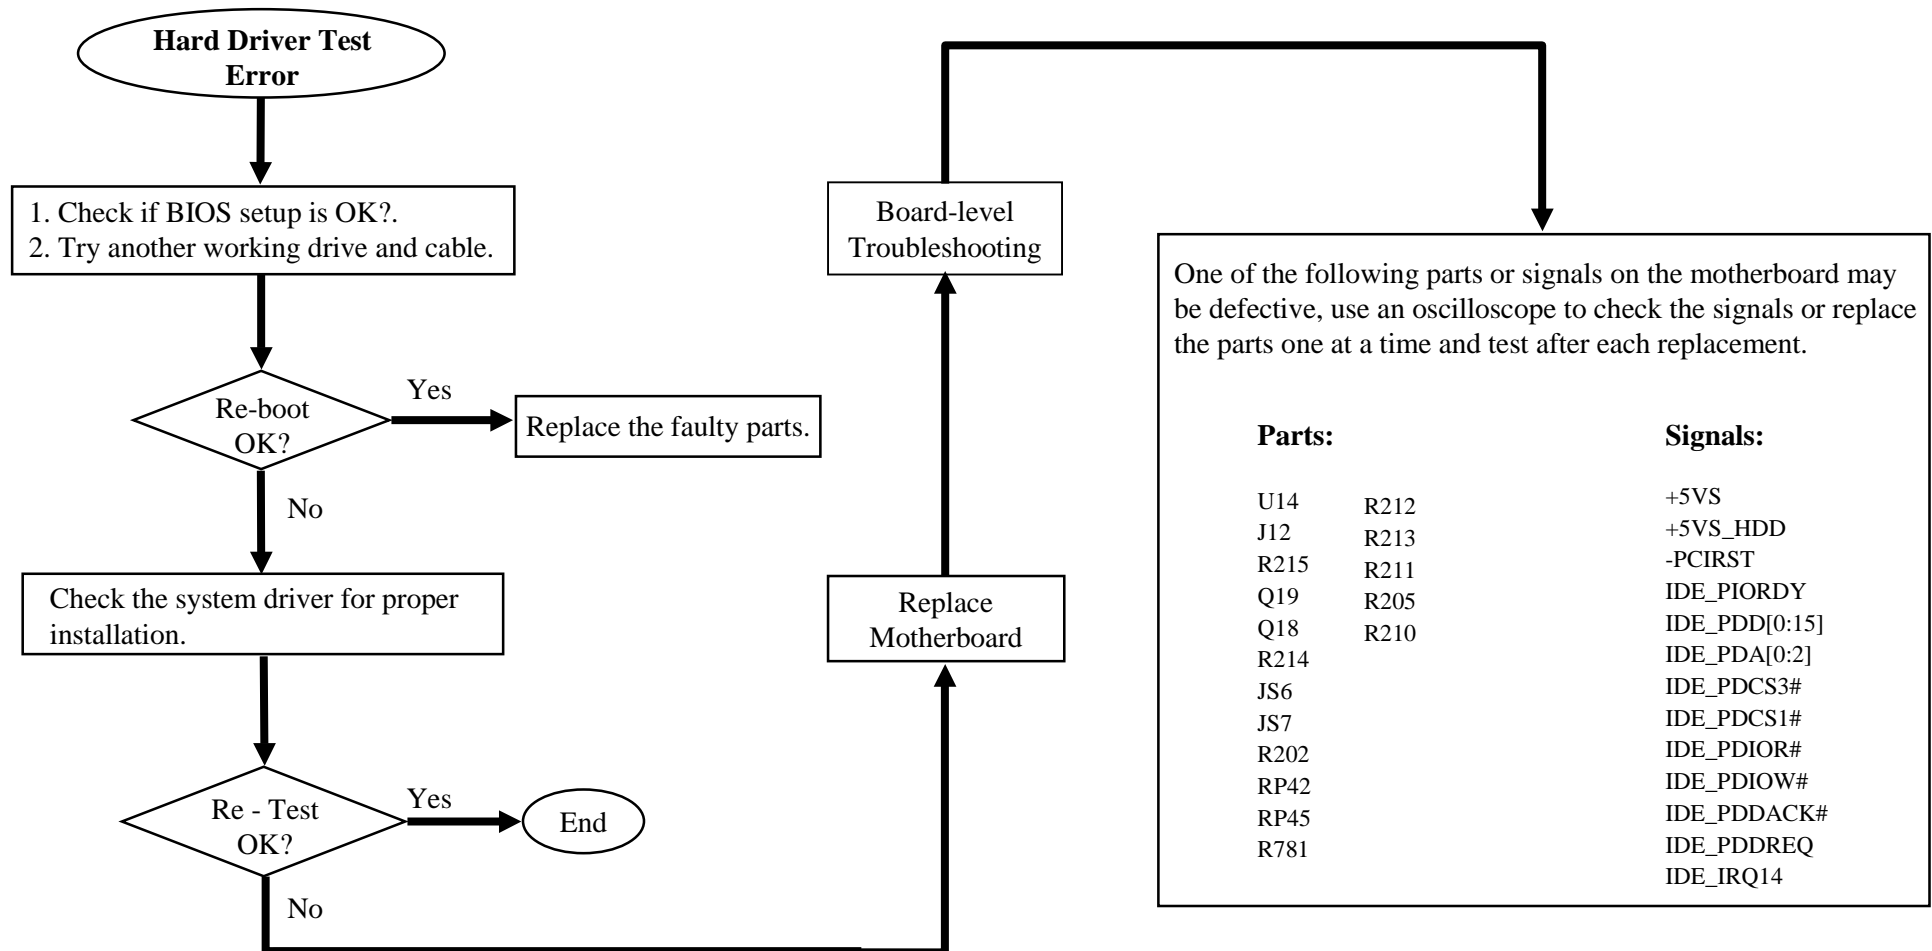 Hard Driver Test
Error
1. Check if BIOS setup is OK?.
2. Try another working drive and cable.
Re-boot
OK?
Yes
Replace the faulty parts.
No
Check the system driver for proper
installation.
Re - Test
OK?
Yes
End
No
Replace
Motherboard
Board-level
Troubleshooting
One of the following parts or signals on the motherboard may
be defective, use an oscilloscope to check the signals or replace
the parts one at a time and test after each replacement.
Parts:
U14
J12
R215
Q19
Q18
R214
JS6
JS7
R202
RP42
RP45
R781
R212
R213
R211
R205
R210
Signals:
+5VS
+5VS_HDD
-PCIRST
IDE_PIORDY
IDE_PDD[0:15]
IDE_PDA[0:2]
IDE_PDCS3#
IDE_PDCS1#
IDE_PDIOR#
IDE_PDIOW#
IDE_PDDACK#
IDE_PDDREQ
IDE_IRQ14